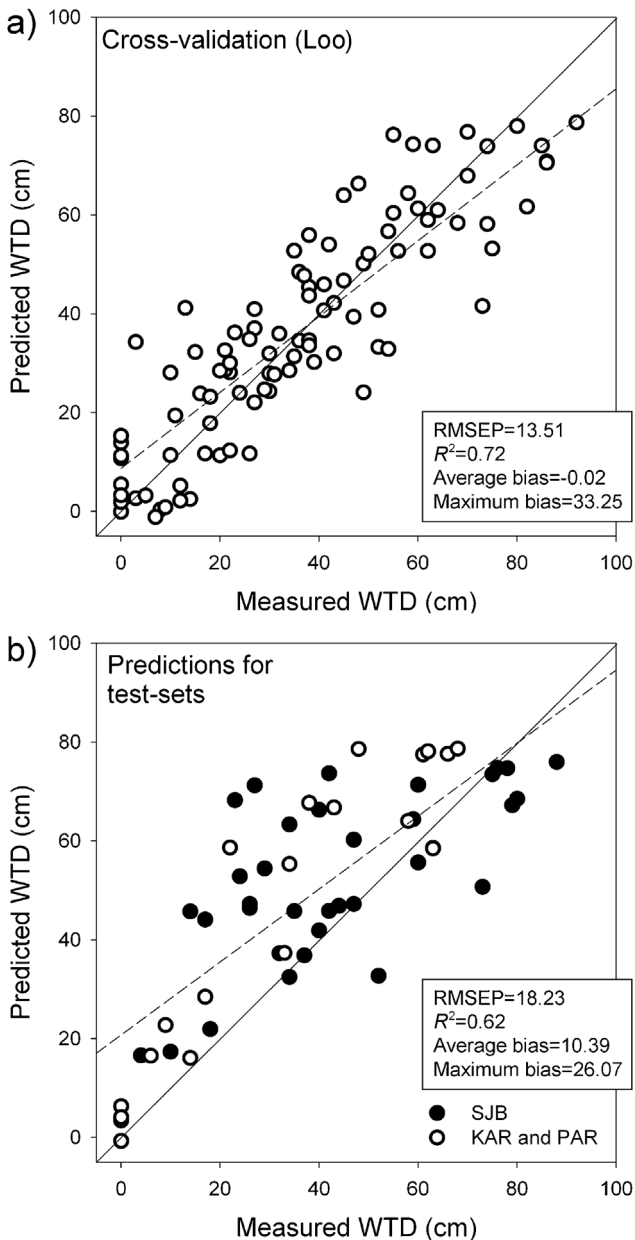 a)
Cross-validation (Loo)
100
80
60
40
20
0
Predicted WTD (cm)
RMSEP=13.51
R²=0.72
Average bias=-0.02
Maximum bias=33.25
0 20 40 60 80 100
Measured WTD (cm)
b)
Predictions for
test-sets
100
80
60
40
20
0
Predicted WTD (cm)
RMSEP=18.23
R²=0.62
Average bias=10.39
Maximum bias=26.07
SJB
KAR and PAR
0 20 40 60 80 100
Measured WTD (cm)